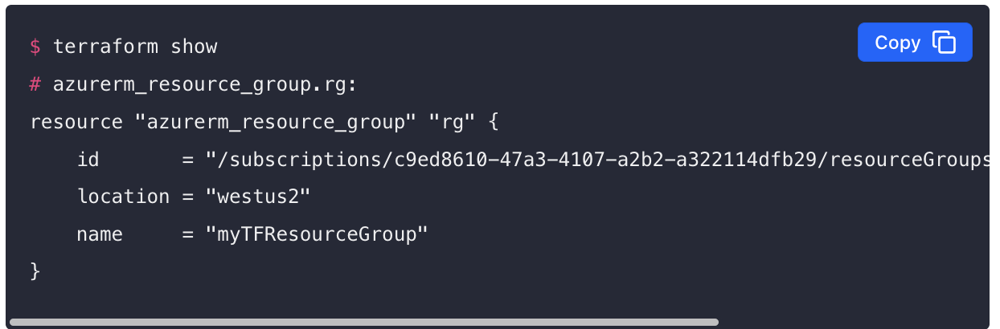 $ terraform show
Copy
# azurerm_resource_group.rg:
resource "azurerm_resource_group" "rg" {
    id       = "/subscriptions/c9ed8610-47a3-4107-a2b2-a322114dfb29/resourceGroups
    location = "westus2"
    name     = "myTFResourceGroup"
}